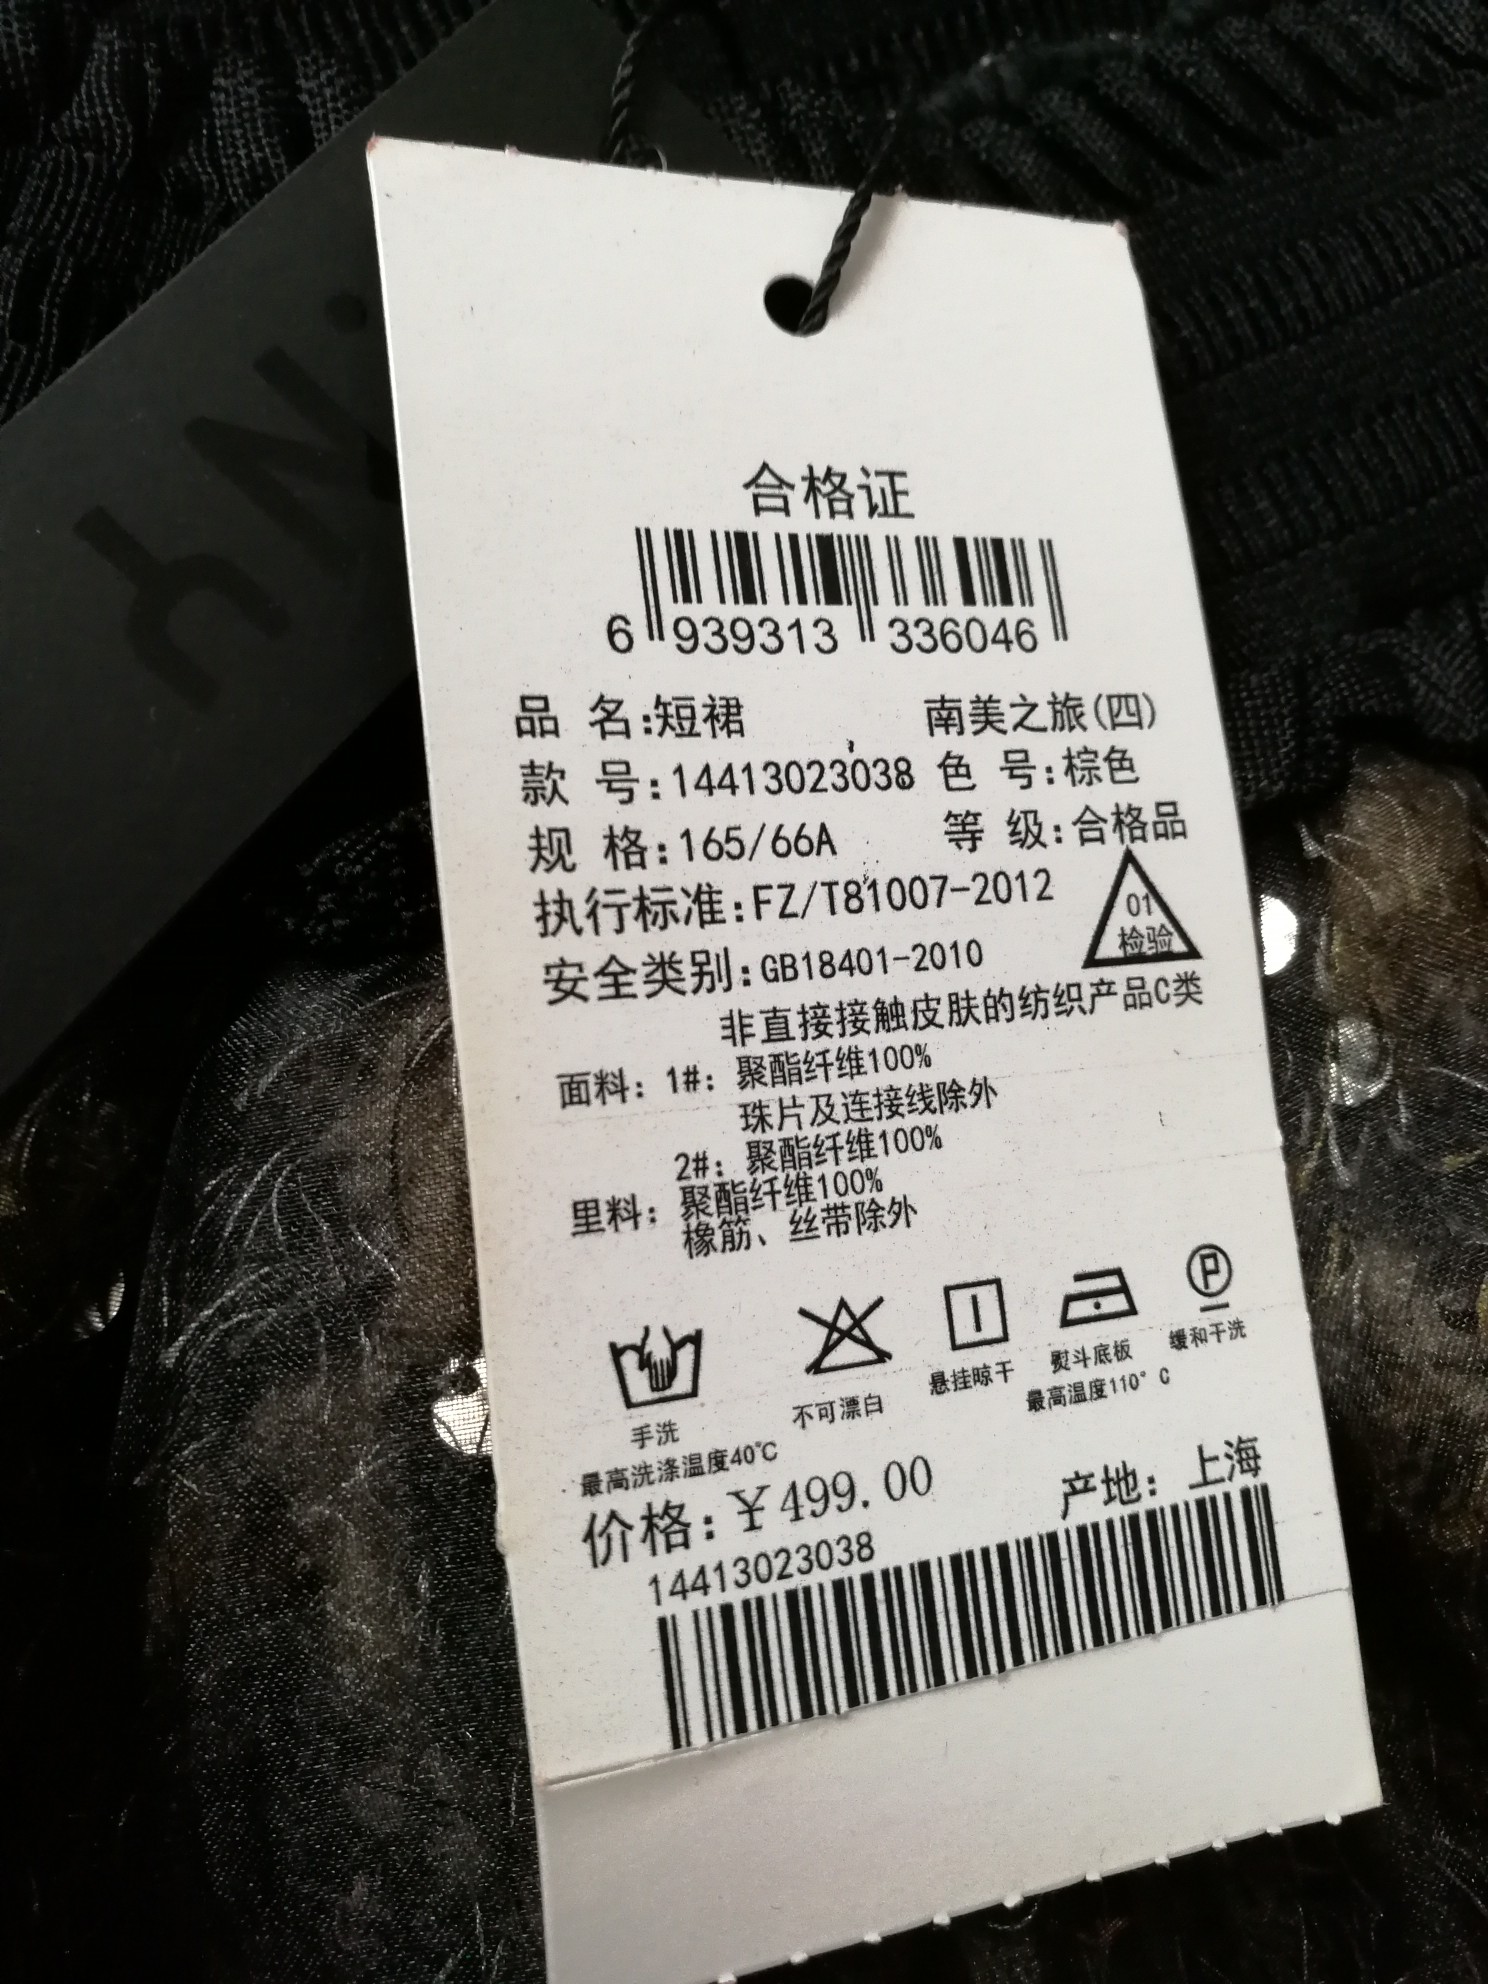 合格证
6 939313 336046
品 名:短裙 南美之旅(四)
款 号:14413023038 色 号:棕色
规 格:165/66A 等 级:合格品
执行标准:FZ/T81007-2012
01
检验
安全类别:GB18401-2010
非直接接触皮肤的纺织产品C类
面料: 1#: 聚酯纤维100%
珠片及连接线除外
2#: 聚酯纤维100%
里料: 聚酯纤维100%
橡筋、丝带除外
P
手洗 不可漂白 悬挂晾干 熨斗底板 缓和干洗
最高洗涤温度40℃ 最高温度110°C
价格:￥499.00 产地: 上海
14413023038